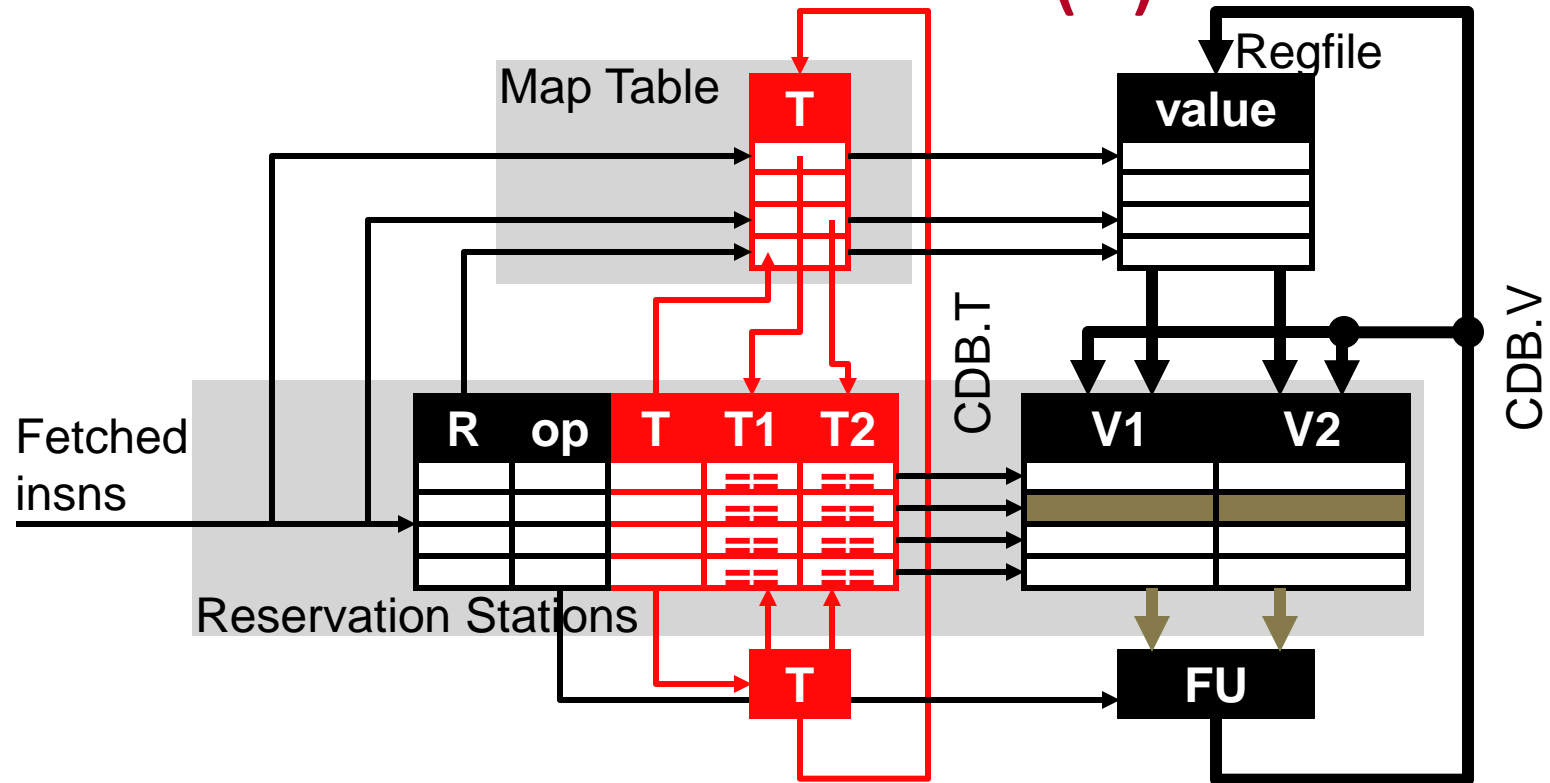 ( )
Regfile
Map Table
T
value
CDB.T
CDB.V
Fetched
insns
R op T T1 T2
V1 V2
== ==
== ==
== ==
== ==
Reservation Stations
T
FU